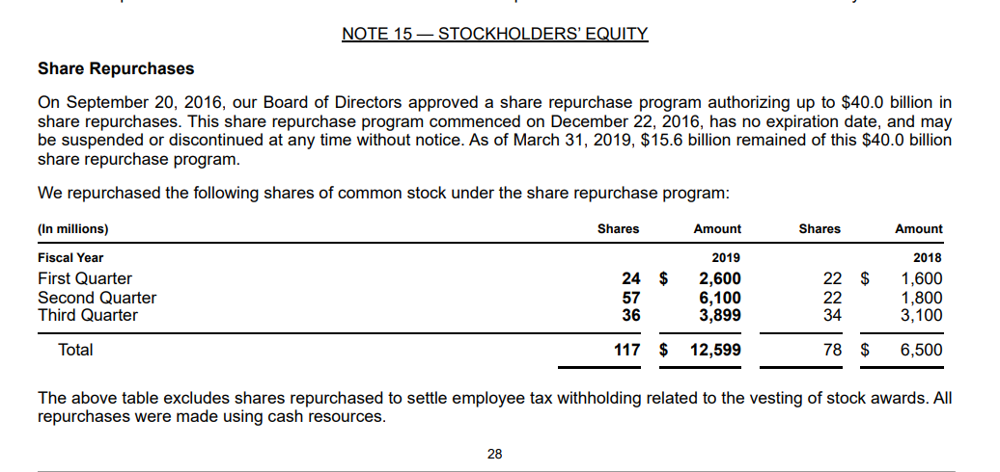 NOTE 15 — STOCKHOLDERS' EQUITY
Share Repurchases
On September 20, 2016, our Board of Directors approved a share repurchase program authorizing up to $40.0 billion in
share repurchases. This share repurchase program commenced on December 22, 2016, has no expiration date, and may
be suspended or discontinued at any time without notice. As of March 31, 2019, $15.6 billion remained of this $40.0 billion
share repurchase program.
We repurchased the following shares of common stock under the share repurchase program:
(In millions) Shares Amount Shares Amount
Fiscal Year 2019 2018
First Quarter 24 $ 2,600 22 $ 1,600
Second Quarter 57 6,100 22 1,800
Third Quarter 36 3,899 34 3,100
Total 117 $ 12,599 78 $ 6,500
The above table excludes shares repurchased to settle employee tax withholding related to the vesting of stock awards. All
repurchases were made using cash resources.
28